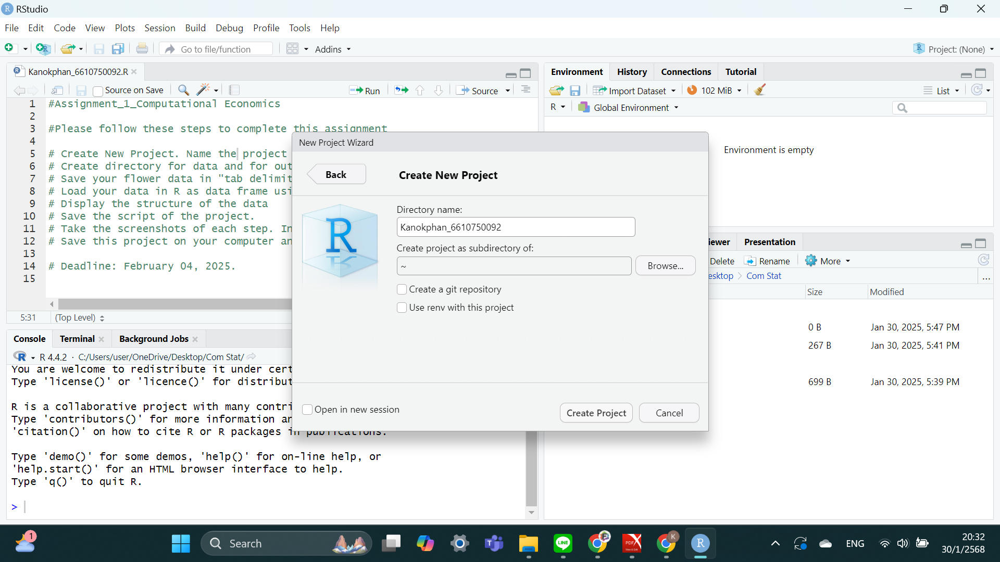 RStudio
File Edit Code View Plots Session Build Debug Profile Tools Help
Go to file/function Addins Project: (None)
Kanokphan_6610750092.R
Source on Save Run Source
1 #Assignment_1_Computational Economics
2
3 #Please follow these steps to complete this assignment
4
5 # Create New Project. Name the project
6 # Create directory for data and for out
7 # Save your flower data in "tab delimit
8 # Load your data in R as data frame usi
9 # Display the structure of the data
10 # Save the script of the project.
11 # Take the screenshots of each step. In
12 # Save this project on your computer an
13
14 # Deadline: February 04, 2025.
15
5:31 (Top Level)
Console Terminal Background Jobs
R 4.4.2 · C:/Users/user/OneDrive/Desktop/Com Stat/
You are welcome to redistribute it under cert
Type 'license()' or 'licence()' for distribut
R is a collaborative project with many contri
Type 'contributors()' for more information an
'citation()' on how to cite R or R packages in publications.
Type 'demo()' for some demos, 'help()' for on-line help, or
'help.start()' for an HTML browser interface to help.
Type 'q()' to quit R.
>
New Project Wizard
Back
Create New Project
R
Directory name:
Kanokphan_6610750092
Create project as subdirectory of:
~
Browse...
Create a git repository
Use renv with this project
Open in new session
Create Project Cancel
Environment History Connections Tutorial
Import Dataset 102 MiB List
R Global Environment
Environment is empty
iewer Presentation
Delete Rename More
esktop Com Stat ...
Size Modified
0 B Jan 30, 2025, 5:47 PM
267 B Jan 30, 2025, 5:41 PM
699 B Jan 30, 2025, 5:39 PM
1
Search
LINE
PDF
K
R
ENG
20:32
30/1/2568